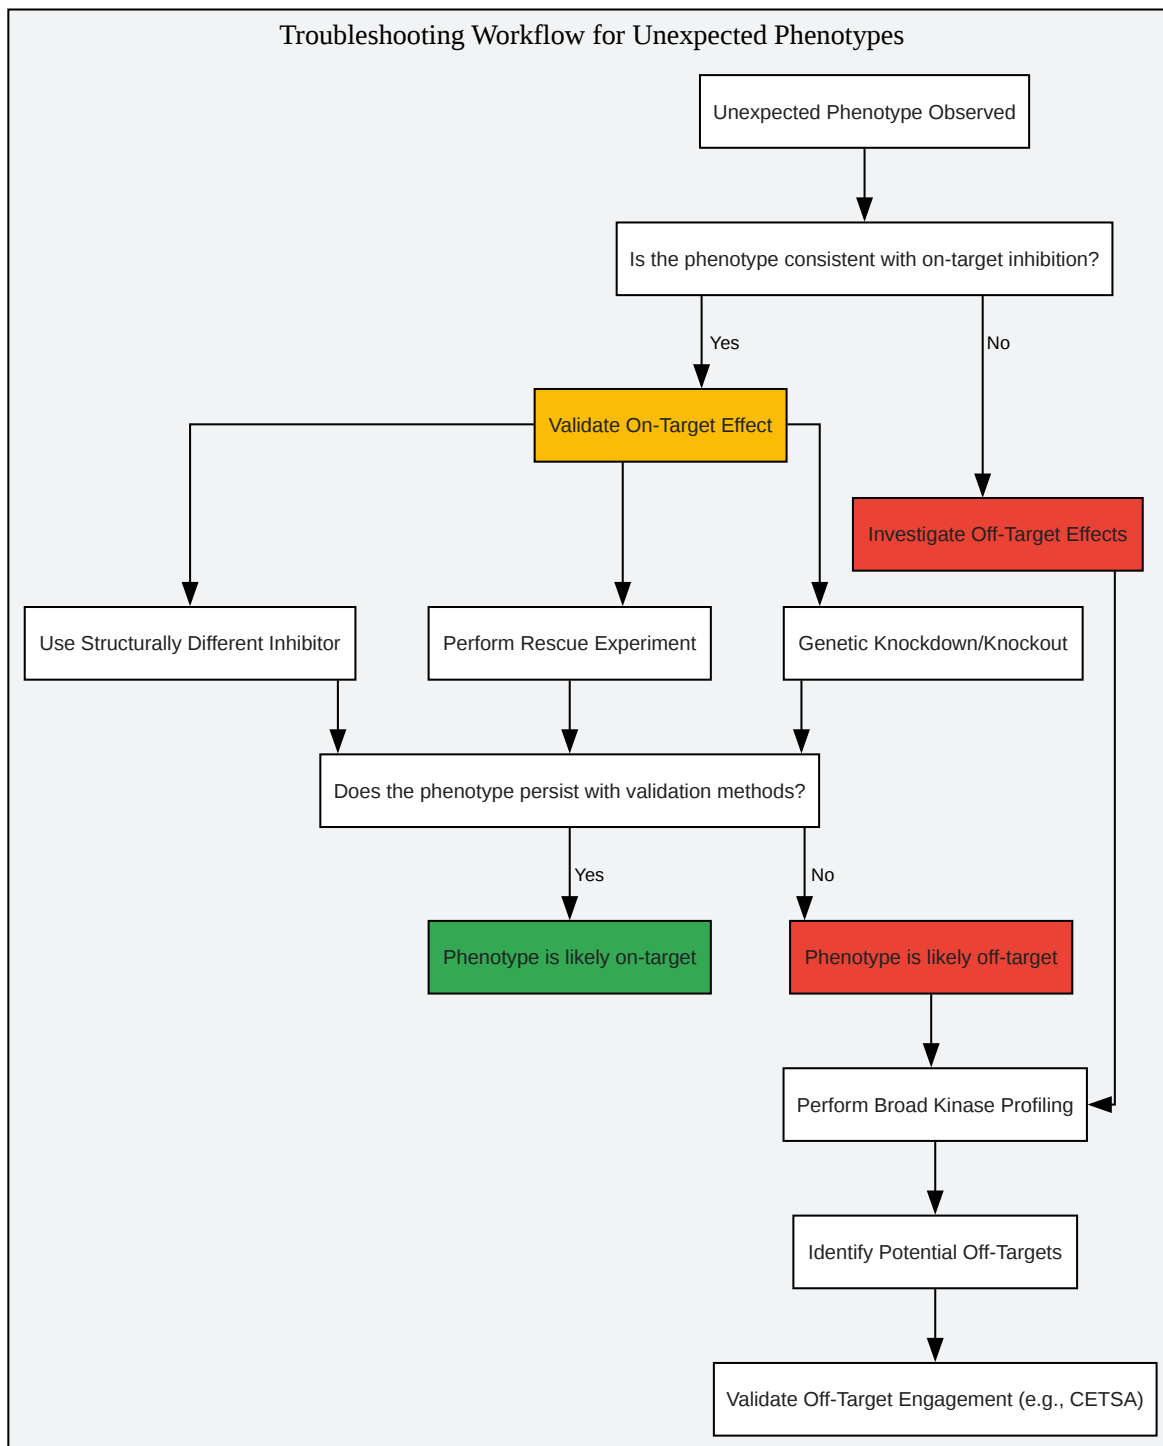 Troubleshooting Workflow for Unexpected Phenotypes
Unexpected Phenotype Observed
Is the phenotype consistent with on-target inhibition?
Yes
No
Validate On-Target Effect
Investigate Off-Target Effects
Use Structurally Different Inhibitor
Perform Rescue Experiment
Genetic Knockdown/Knockout
Does the phenotype persist with validation methods?
Yes
No
Phenotype is likely on-target
Phenotype is likely off-target
Perform Broad Kinase Profiling
Identify Potential Off-Targets
Validate Off-Target Engagement (e.g., CETSA)